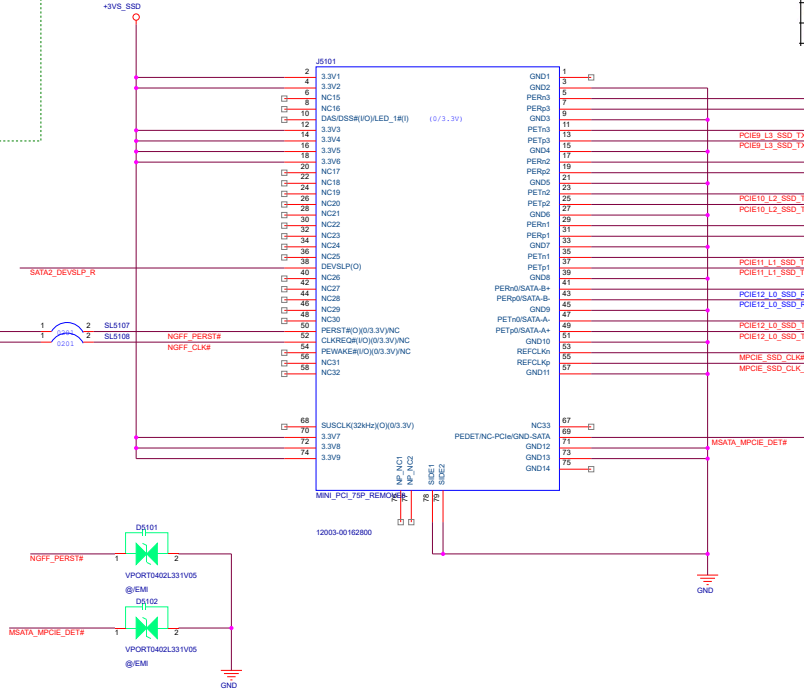 +3VS_SSD
J5101
2 3.3V1 GND1 1
4 3.3V2 GND2 3
6 NC15 PERn3 5
8 NC16 PERp3 7
10 DAS/DSS#(I/O)/LED_1#(I) (0/3.3V) GND3 9
12 3.3V3 PETn3 11
14 3.3V4 PETp3 13 PCIE9_L3_SSD_TX
16 3.3V5 GND4 15 PCIE9_L3_SSD_TX
18 3.3V6 PERn2 17
20 NC17 PERp2 19
22 NC18 GND5 21
24 NC19 PETn2 23
26 NC20 PETp2 25 PCIE10_L2_SSD_T
28 NC21 GND6 27 PCIE10_L2_SSD_T
30 NC22 PERn1 29
32 NC23 PERp1 31
34 NC24 GND7 33
36 NC25 PETn1 35 PCIE11_L1_SSD_T
SATA2_DEVSLP_R 38 DEVSLP(O) PETp1 37 PCIE11_L1_SSD_T
40 NC26 GND8 39
42 NC27 PERn0/SATA-B+ 41 PCIE12_L0_SSD_F
44 NC28 PERp0/SATA-B- 43 PCIE12_L0_SSD_F
46 NC29 GND9 45
48 NC30 PETn0/SATA-A- 47 PCIE12_L0_SSD_T
1 2 SL5107 NGFF_PERST# 50 PERST#(O)(0/3.3V)/NC PETp0/SATA-A+ 49 PCIE12_L0_SSD_T
1 0201 2 SL5108 NGFF_CLK# 52 CLKREQ#(I/O)(0/3.3V)/NC GND10 51
0201 54 PEWAKE#(I/O)(0/3.3V)/NC REFCLKn 53 MPCIE_SSD_CLK#
56 NC31 REFCLKp 55 MPCIE_SSD_CLK_
58 NC32 GND11 57
68 SUSCLK(32kHz)(O)(0/3.3V) NC33 67
70 3.3V7 PEDET/NC-PCIe/GND-SATA 69 MSATA_MPCIE_DET#
72 3.3V8 GND12 71
74 3.3V9 GND13 73
GND14 75
NP_NC1 NP_NC2 SIDE1 SIDE2
MINI_PCI_75P_REMOVE# 78 79
12003-00162800
GND
D5101
NGFF_PERST# 1 2
VPORT0402L331V05
@/EMI
D5102
MSATA_MPCIE_DET# 1 2
VPORT0402L331V05
@/EMI
GND